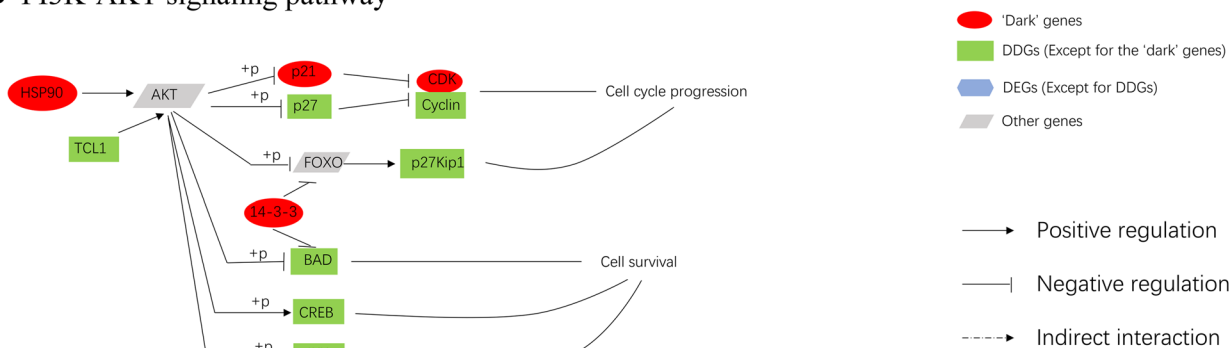 PI3K-AKT signaling pathway
'Dark' genes
DDGs (Except for the 'dark' genes)
DEGs (Except for DDGs)
Other genes
HSP90
AKT
TCL1
+p
p21
+p
p27
CDK
Cyclin
Cell cycle progression
+p
FOXO
p27Kip1
14-3-3
+p
BAD
Cell survival
+p
CREB
+p
Positive regulation
Negative regulation
Indirect interaction